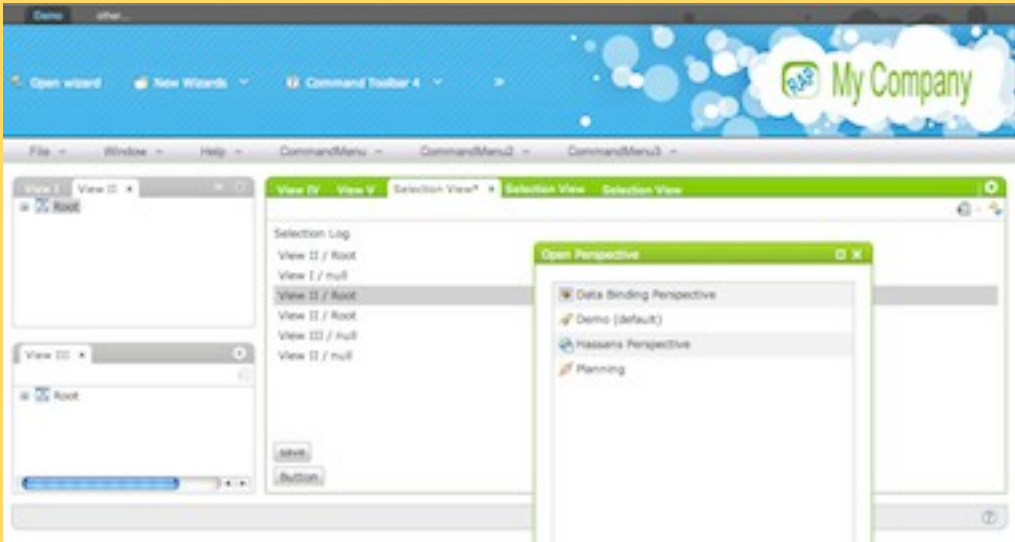 Demo other...
Open wizard New Wizards Command Toolbar 4 »
RAP My Company
File Window Help CommandMenu CommandMenu2 CommandMenu3
View I View II
Root
View IV View V Selection View* Selection View Selection View
Selection Log
View II / Root
View I / null
View II / Root
View II / Root
View III / null
View II / null
save
Button
Open Perspective
Data Binding Perspective
Demo (default)
Hassans Perspective
Planning
View III
Root